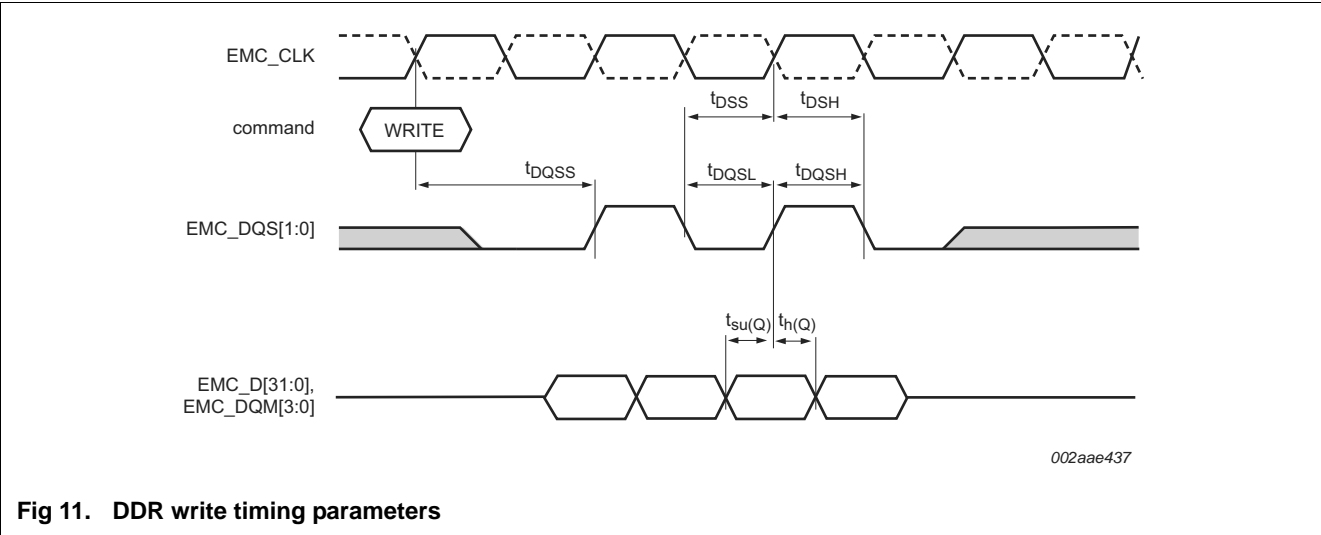 EMC_CLK
tDSS
tDSH
command
WRITE
tDQSS
tDQSL
tDQSH
EMC_DQS[1:0]
tsu(Q)
th(Q)
EMC_D[31:0],
EMC_DQM[3:0]
002aae437
Fig 11. DDR write timing parameters